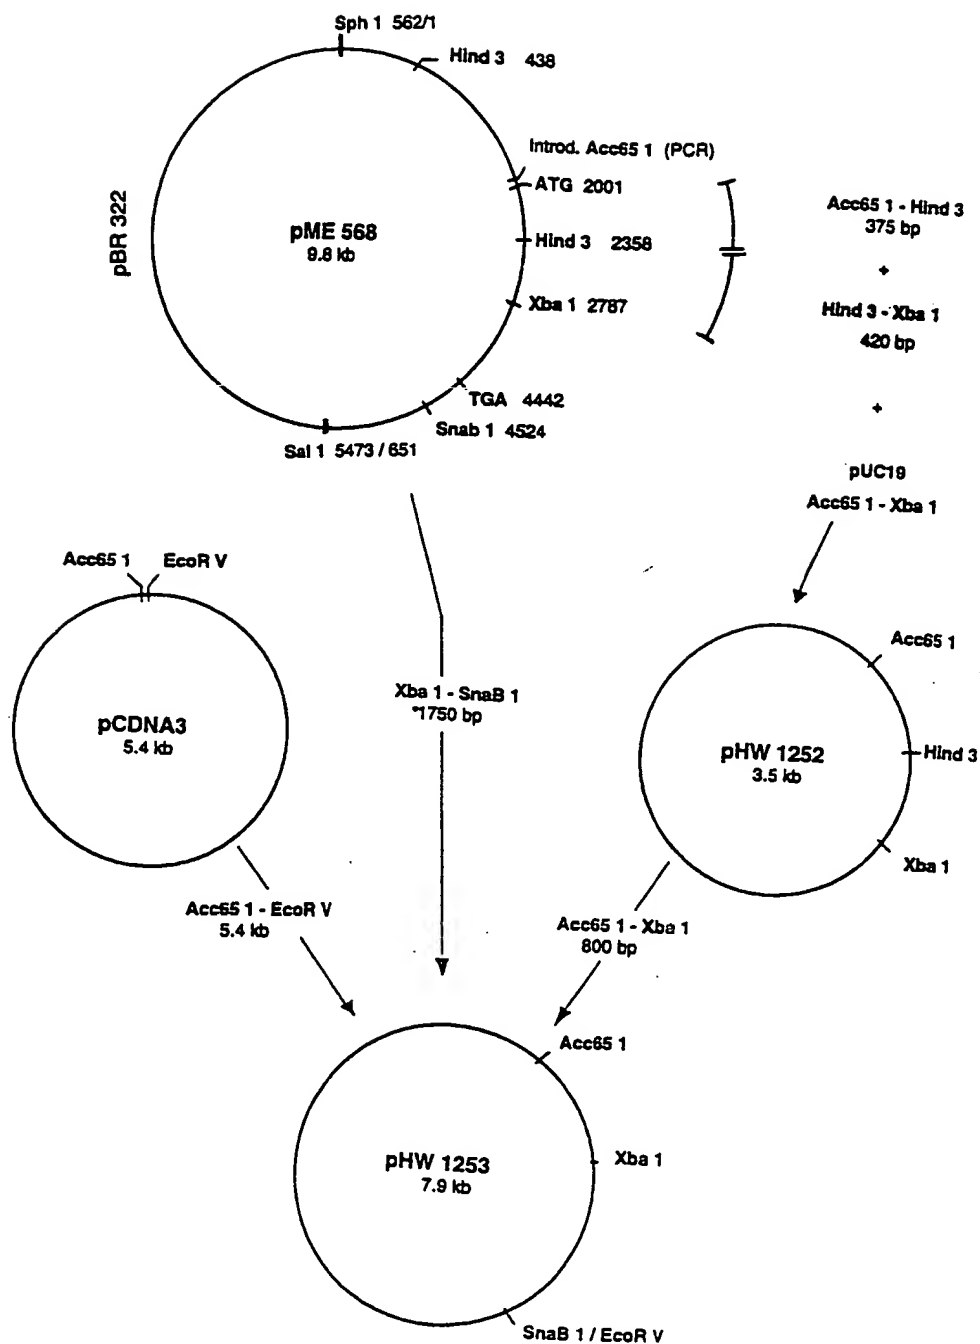 Sph 1 562/1
Hind 3 438
Introd. Acc65 1 (PCR)
ATG 2001
pBR 322
pME 568
9.8 kb
Hind 3 2358
Xba 1 2787
TGA 4442
Snab 1 4524
Sal 1 5473 / 651
Acc65 1 - Hind 3
375 bp
+
Hind 3 - Xba 1
420 bp
+
pUC19
Acc65 1 - Xba 1
Acc65 1
EcoR V
pCDNA3
5.4 kb
Xba 1 - SnaB 1
~1750 bp
Acc65 1
pHW 1252
3.5 kb
Hind 3
Xba 1
Acc65 1 - EcoR V
5.4 kb
Acc65 1 - Xba 1
800 bp
Acc65 1
pHW 1253
7.9 kb
Xba 1
SnaB 1 / EcoR V